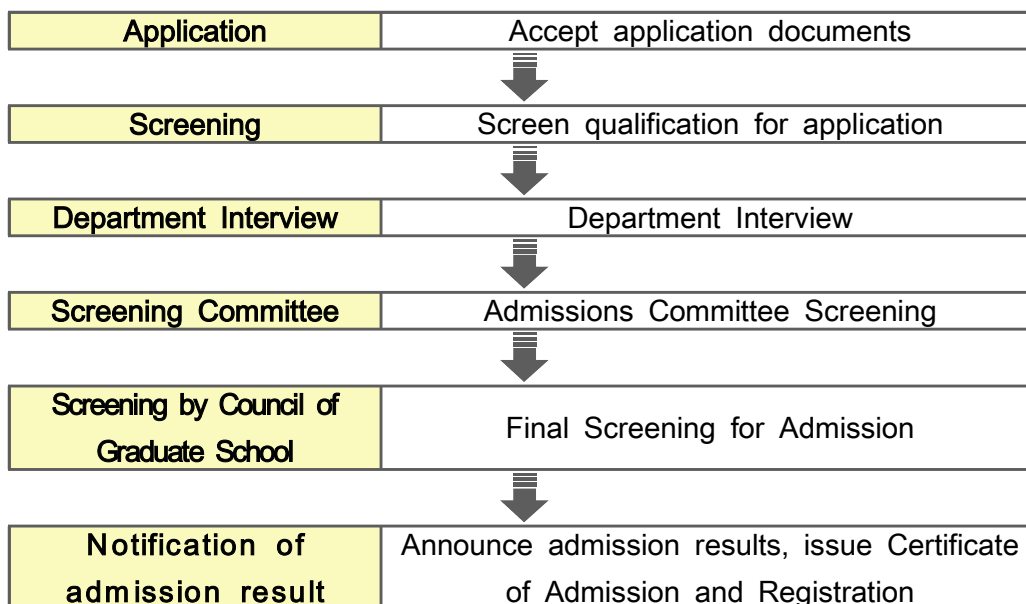 Application
Accept application documents
Screening
Screen qualification for application
Department Interview
Department Interview
Screening Committee
Admissions Committee Screening
Screening by Council of
Graduate School
Final Screening for Admission
Notification of
admission result
Announce admission results, issue Certificate
of Admission and Registration